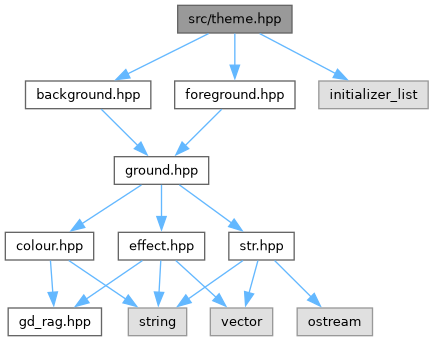 src/theme.hpp
background.hpp
foreground.hpp
initializer_list
ground.hpp
colour.hpp
effect.hpp
str.hpp
gd_rag.hpp
string
vector
ostream